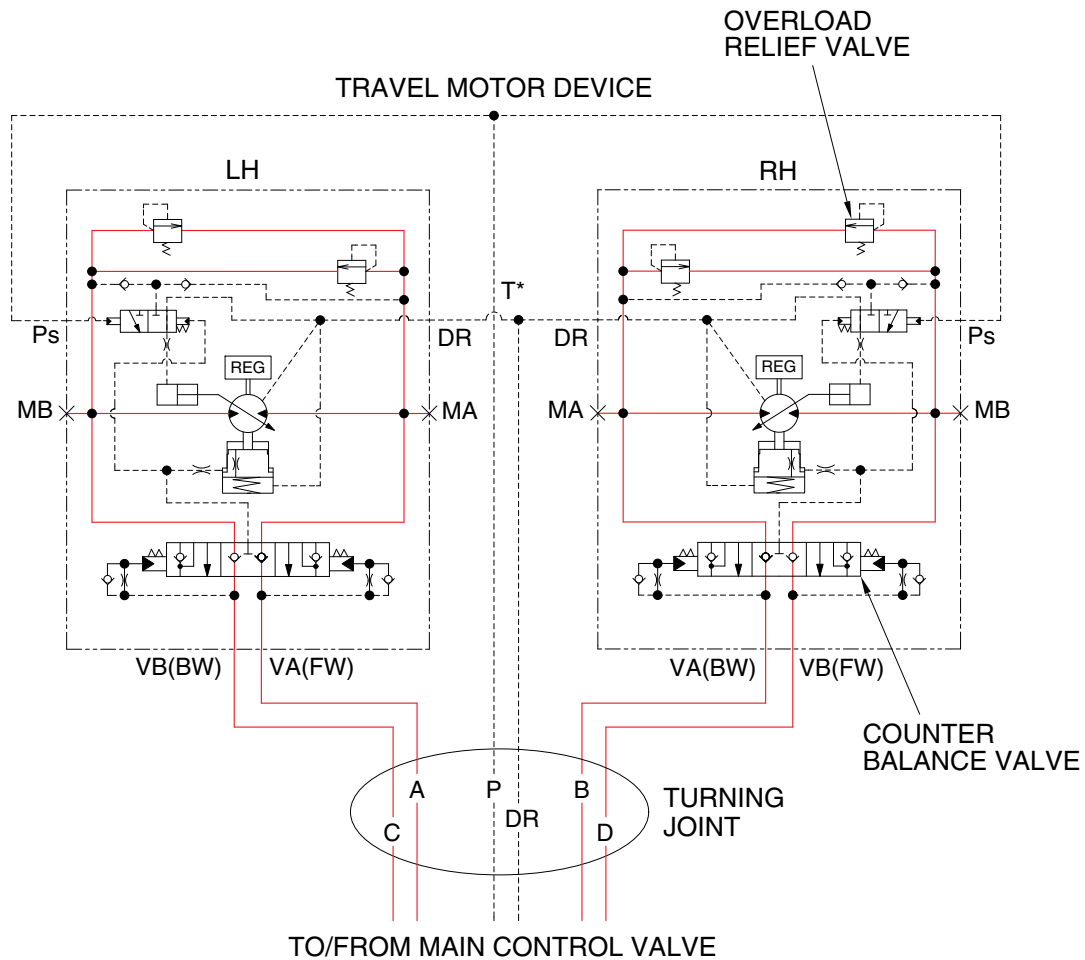 OVERLOAD
RELIEF VALVE
TRAVEL MOTOR DEVICE
LH
RH
T*
Ps
DR
DR
Ps
REG
REG
MB
MA
MA
MB
VB(BW)
VA(FW)
VA(BW)
VB(FW)
COUNTER
BALANCE VALVE
A
P
B
TURNING
JOINT
C
DR
D
TO/FROM MAIN CONTROL VALVE